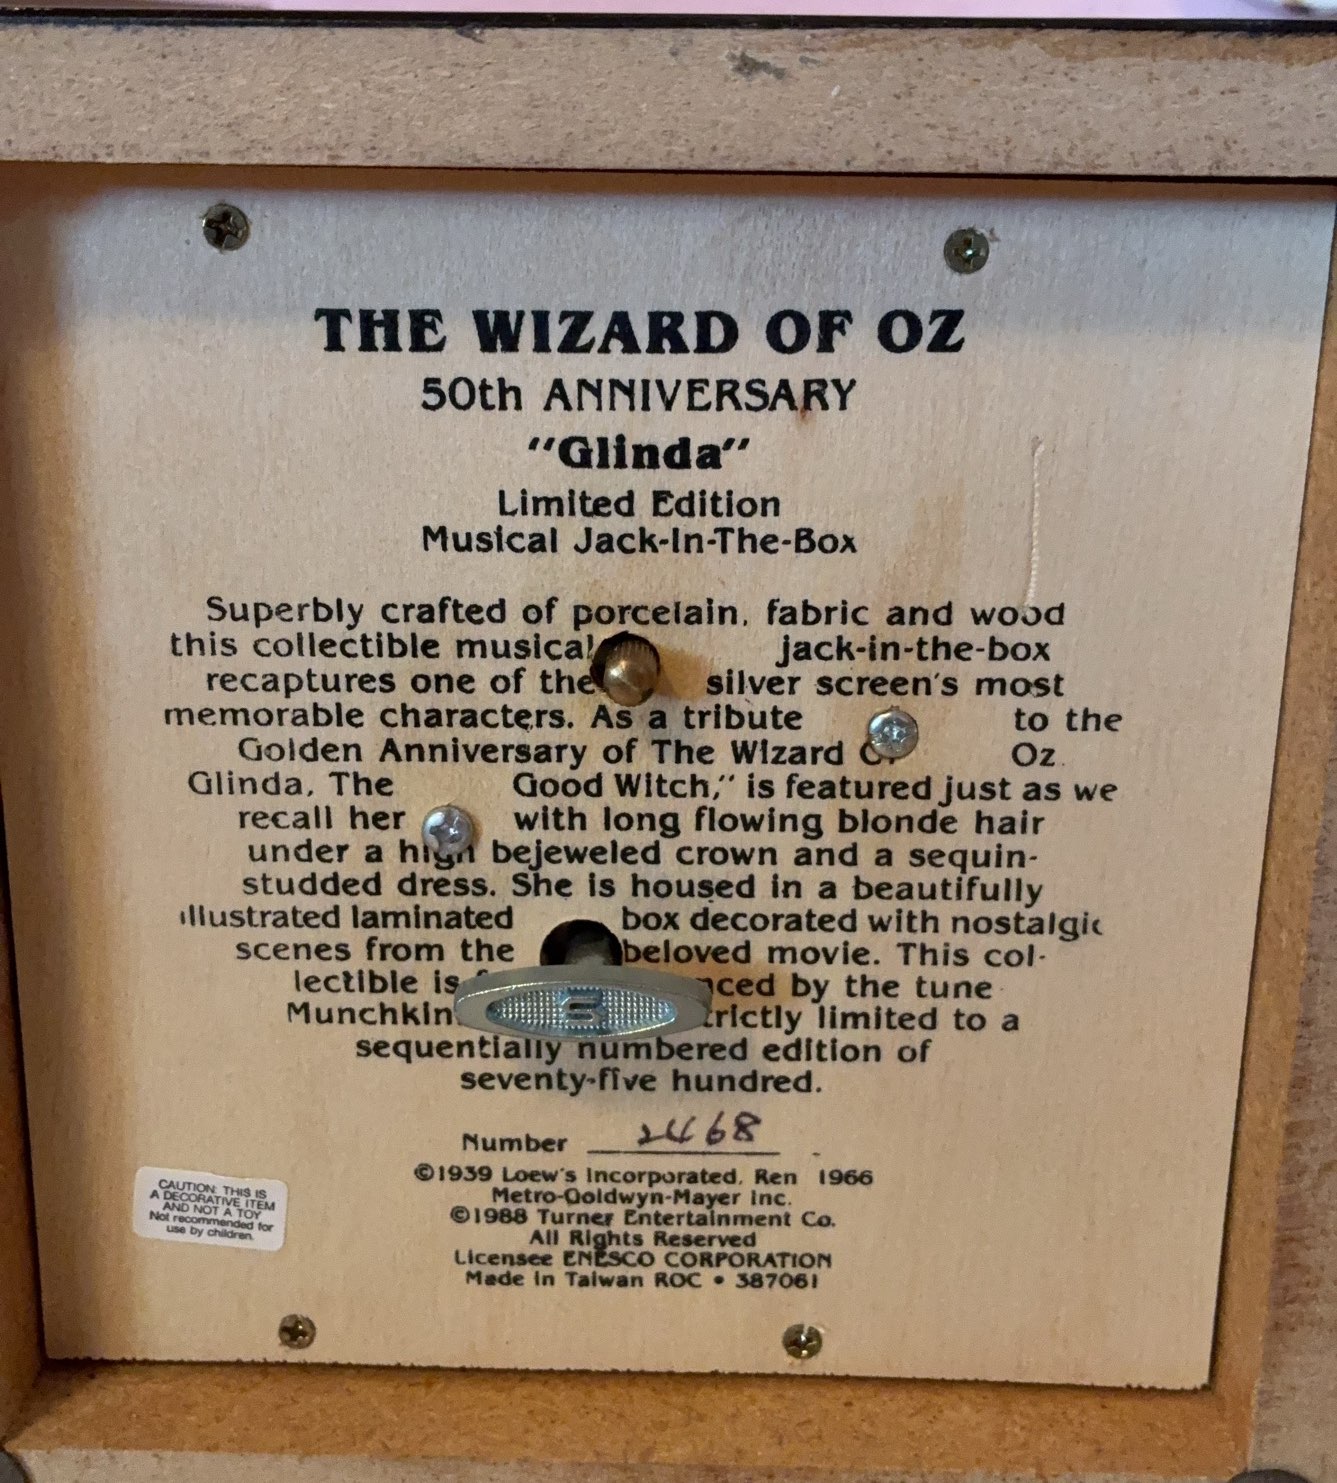 THE WIZARD OF OZ
50th ANNIVERSARY
"Glinda"
Limited Edition
Musical Jack-In-The-Box
Superbly crafted of porcelain, fabric and wood
this collectible musical jack-in-the-box
recaptures one of the silver screen's most
memorable characters. As a tribute to the
Golden Anniversary of The Wizard Of Oz
Glinda, The Good Witch," is featured just as we
recall her with long flowing blonde hair
under a high bejeweled crown and a sequin-
studded dress. She is housed in a beautifully
illustrated laminated box decorated with nostalgic
scenes from the beloved movie. This col-
lectible is by the tune
Munchkin limited to a
sequentially numbered edition of
seventy-five hundred.
Number 2468
©1939 Loew's Incorporated, Ren 1966
Metro-Goldwyn-Mayer Inc.
©1988 Turner Entertainment Co.
All Rights Reserved
Licensee ENESCO CORPORATION
Made in Taiwan ROC • 387061
CAUTION: THIS IS
A DECORATIVE ITEM
AND NOT A TOY
Not recommended for
use by children.